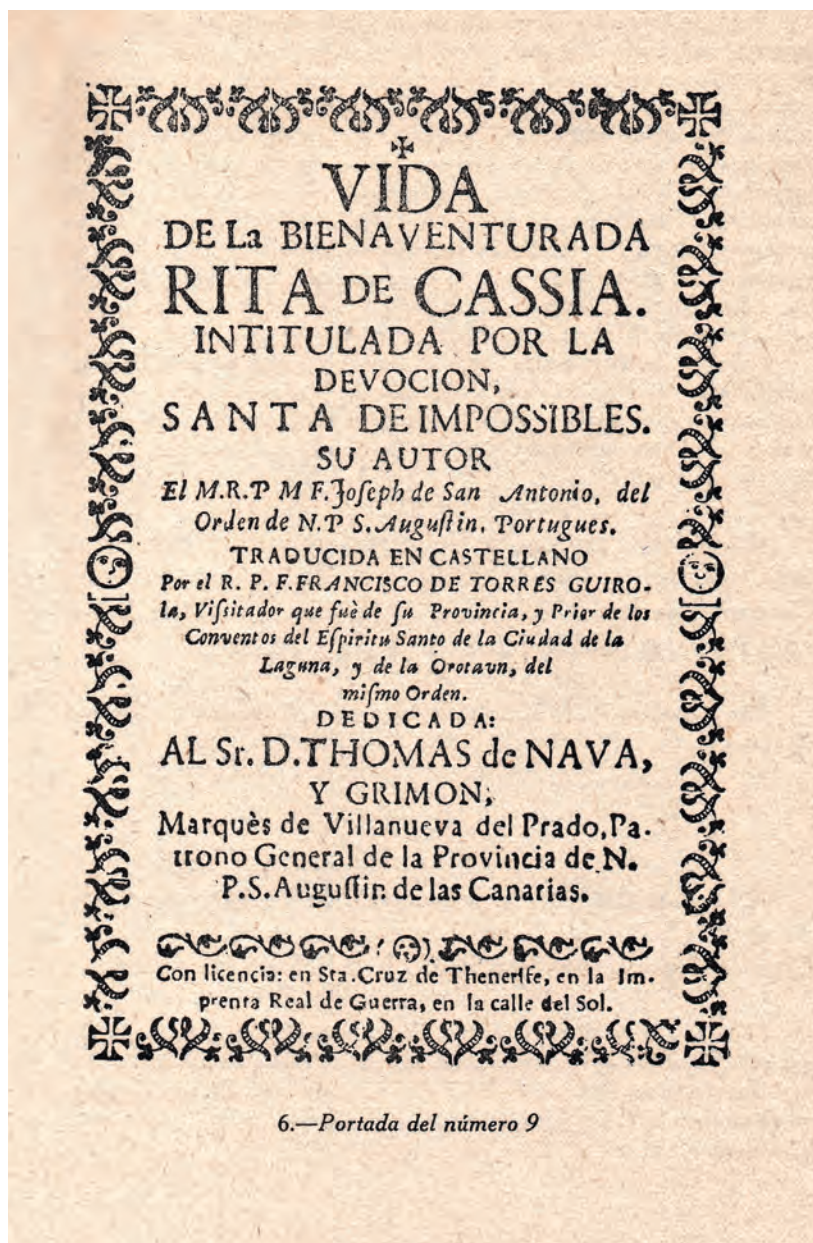 VIDA
DE La BIENAVENTURADA
RITA DE CASSIA.
INTITULADA POR LA
DEVOCION,
SANTA DE IMPOSSIBLES.
SU AUTOR
El M.R.P M F.Joſeph de San Antonio, del
Orden de N.P S.Auguſtin. Portugues.
TRADUCIDA EN CASTELLANO
Por el R. P. F.FRANCISCO DE TORRES GUIRO-
la, Viſsitador que fuè de ſu Provincia, y Prior de los
Conventos del Eſpiritu Santo de la Ciudad de la
Laguna, y de la Orotavn, del
miſmo Orden.
DEDICADA:
AL Sr. D.THOMAS de NAVA,
Y GRIMON;
Marquès de Villanueva del Prado,Pa-
trono General de la Provincia de N.
P.S.Auguſtin de las Canarias.
Con licencia: en Sta.Cruz de Thenerife, en la Im-
prenta Real de Guerra, en la calle del Sol.
6.—Portada del número 9